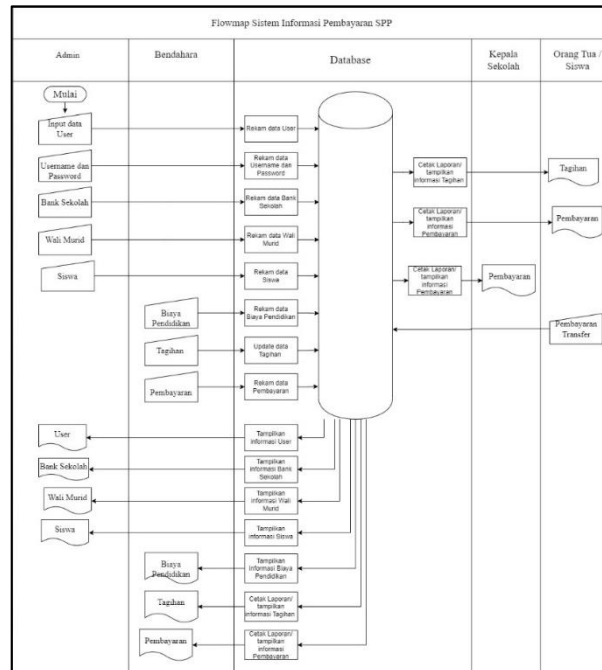 Flowmap Sistem Informasi Pembayaran SPP
Admin
Bendahara
Database
Kepala
Sekolah
Orang Tua /
Siswa
Mulai
Input data
User
Rekam data User
Username dan
Password
Rekam data
Username dan
Password
Cetak Laporan/
tampilkan
informasi Tagihan
Tagihan
Bank Sekolah
Rekam data Bank
Sekolah
Cetak Laporan/
tampilkan
informasi
Pembayaran
Pembayaran
Wali Murid
Rekam data Wali
Murid
Siswa
Rekam data
Siswa
Cetak Laporan/
tampilkan
informasi
Pembayaran
Pembayaran
Biaya
Pendidikan
Rekam data
Biaya Pendidikan
Pembayaran
Transfer
Tagihan
Update data
Tagihan
Pembayaran
Rekam data
Pembayaran
User
Tampilkan
informasi User
Bank Sekolah
Tampilkan
informasi Bank
Sekolah
Wali Murid
Tampilkan
informasi Wali
Murid
Siswa
Tampilkan
informasi Siswa
Biaya
Pendidikan
Tampilkan
informasi Biaya
Pendidikan
Tagihan
Cetak Laporan/
tampilkan
informasi Tagihan
Pembayaran
Cetak Laporan/
tampilkan
informasi
Pembayaran